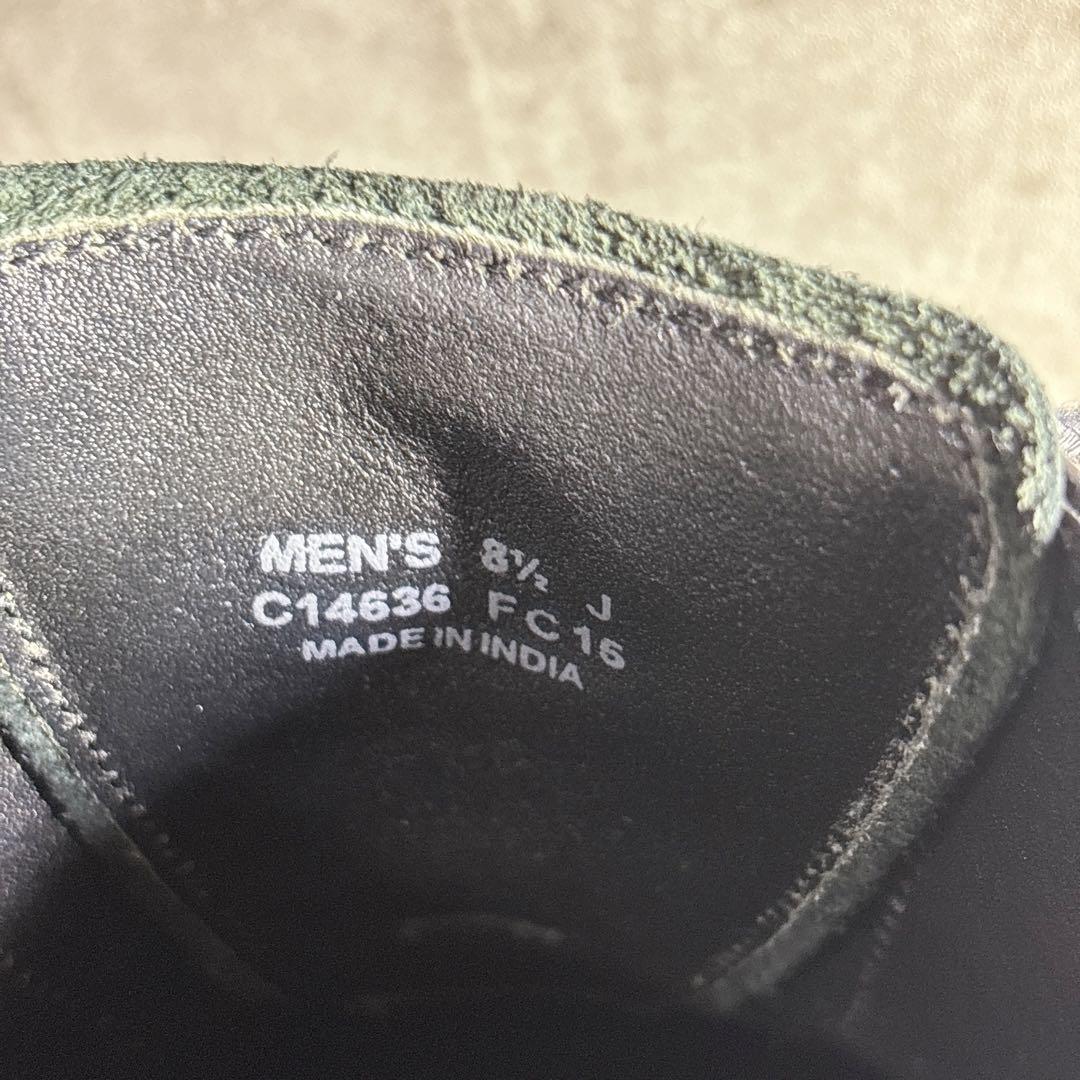 MEN'S 8½ J
C14636 FC16
MADE IN INDIA